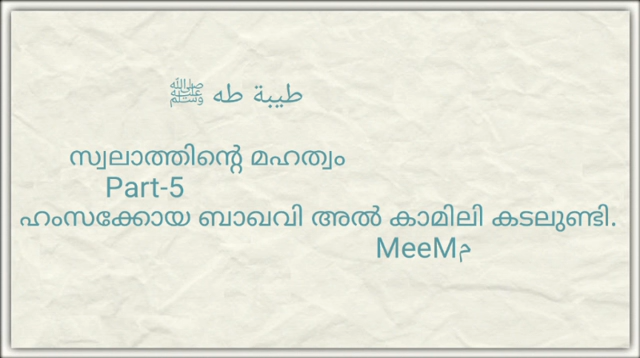 طيبة طه ﷺ
സ്വലാത്തിന്റെ മഹത്വം
Part-5
ഹംസക്കോയ ബാഖവി അൽ കാമിലി കടലുണ്ടി.
MeeMم